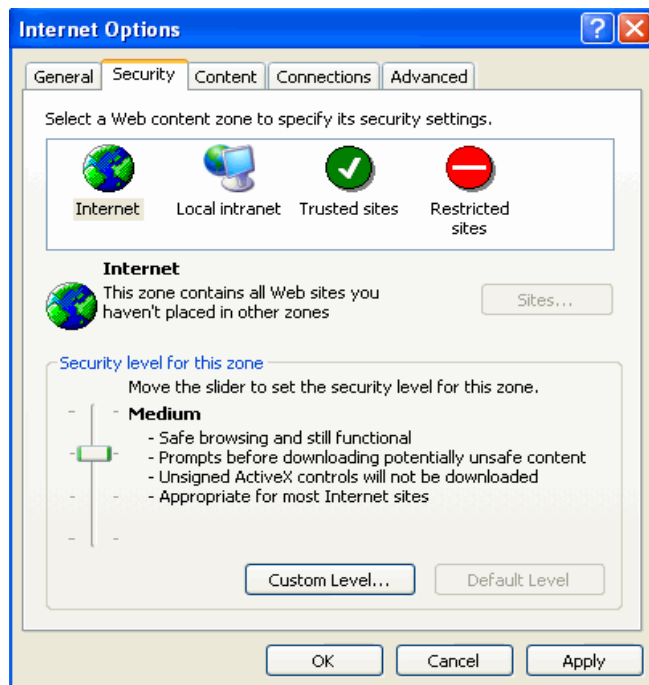 Internet Options
General Security Content Connections Advanced
Select a Web content zone to specify its security settings.
Internet Local intranet Trusted sites Restricted
sites
Internet
This zone contains all Web sites you
haven't placed in other zones
Sites...
Security level for this zone
Move the slider to set the security level for this zone.
Medium
- Safe browsing and still functional
- Prompts before downloading potentially unsafe content
- Unsigned ActiveX controls will not be downloaded
- Appropriate for most Internet sites
Custom Level... Default Level
OK Cancel Apply